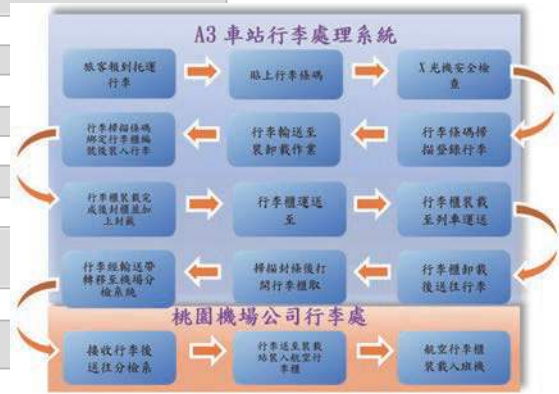 A3 車站行李處理系統
旅客報到托運
行李
貼上行李條碼
X 光機安全檢
查
行李條碼掃
描登錄行李
行李輸送至
裝卸載作業
行李掃描條碼
綁定行李櫃編
號後裝入行李
行李櫃裝載完
成後封櫃並加
上封籤
行李櫃運送
至
行李櫃裝載
至列車運送
行李櫃卸載
後送往行李
掃描封條後打
開行李櫃取
行李經輸送帶
轉移至機場分
檢系統
桃園機場公司行李處
接收行李後
送往分檢系
行李送至裝載
站裝入航空行
李櫃
航空行李櫃
裝載入班機